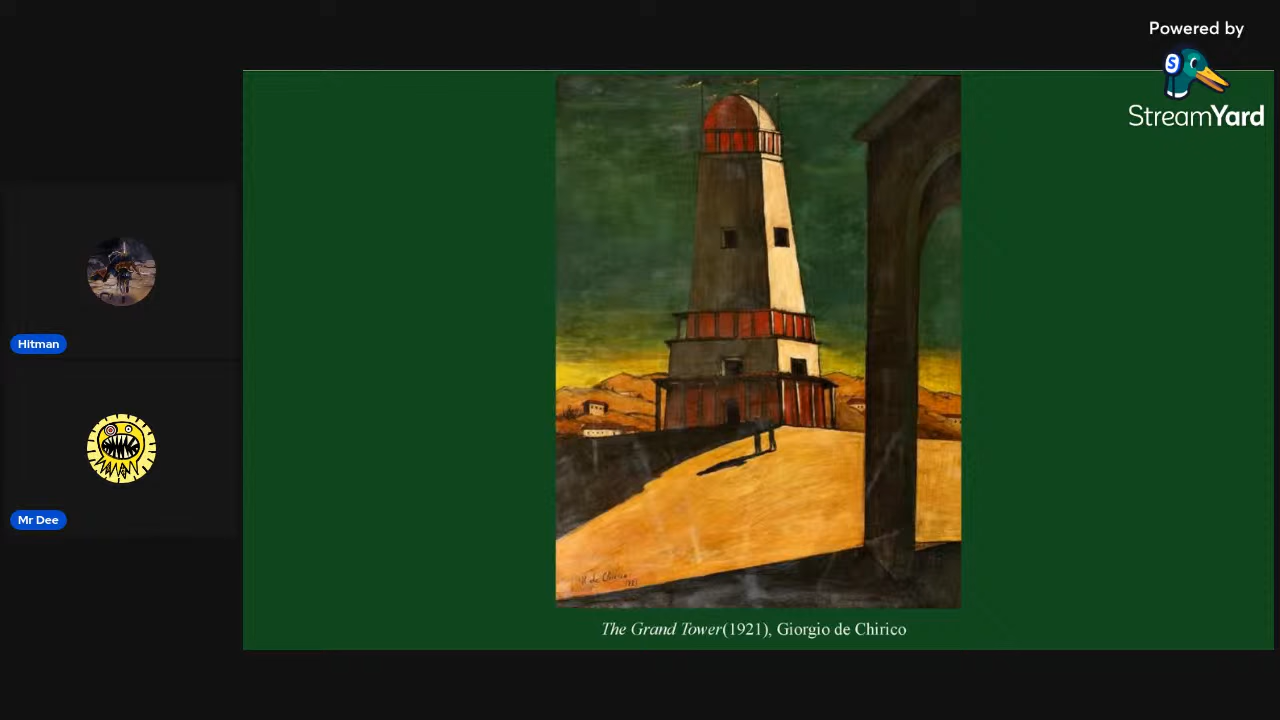 Powered by
StreamYard
Hitman
Mr Dee
The Grand Tower(1921), Giorgio de Chirico